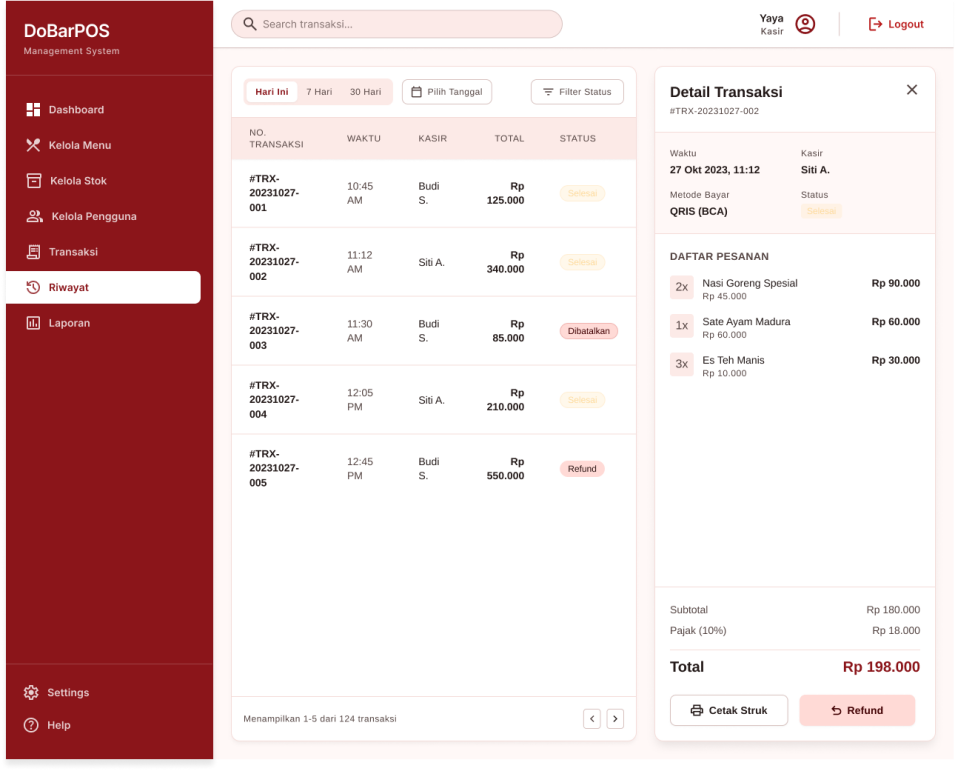 DoBarPOS
Management System
Dashboard
Kelola Menu
Kelola Stok
Kelola Pengguna
Transaksi
Riwayat
Laporan
Settings
Help
Search transaksi...
Yaya
Kasir
Logout
Hari Ini
7 Hari
30 Hari
Pilih Tanggal
Filter Status
NO.
TRANSAKSI
WAKTU
KASIR
TOTAL
STATUS
#TRX-
20231027-
001
10:45
AM
Budi
S.
Rp
125.000
Selesai
#TRX-
20231027-
002
11:12
AM
Siti A.
Rp
340.000
Selesai
#TRX-
20231027-
003
11:30
AM
Budi
S.
Rp
85.000
Dibatalkan
#TRX-
20231027-
004
12:05
PM
Siti A.
Rp
210.000
Selesai
#TRX-
20231027-
005
12:45
PM
Budi
S.
Rp
550.000
Refund
Menampilkan 1-5 dari 124 transaksi
Detail Transaksi
#TRX-20231027-002
Waktu
27 Okt 2023, 11:12
Kasir
Siti A.
Metode Bayar
QRIS (BCA)
Status
Selesai
DAFTAR PESANAN
2x
Nasi Goreng Spesial
Rp 45.000
Rp 90.000
1x
Sate Ayam Madura
Rp 60.000
Rp 60.000
3x
Es Teh Manis
Rp 10.000
Rp 30.000
Subtotal
Rp 180.000
Pajak (10%)
Rp 18.000
Total
Rp 198.000
Cetak Struk
Refund